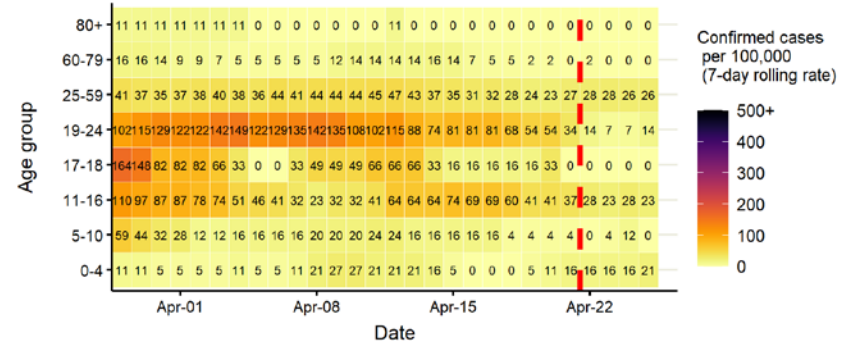 80+ 11 11 11 11 11 11 11 0 0 0 0 0 0 0 11 0 0 0 0 0 0 0 0 0 0 0 0 0
60-79 16 16 14 9 9 7 5 5 5 5 5 12 14 14 14 14 16 14 7 5 5 2 2 0 2 0 0 0
25-59 41 37 35 37 38 40 38 36 44 41 44 44 44 45 47 43 37 35 31 32 28 24 23 27 28 28 26 26
19-24 102 115 129 122 122 142 149 122 129 135 142 135 108 102 115 88 74 81 81 81 68 54 54 34 14 7 7 14
17-18 164 148 82 82 82 66 33 0 0 33 49 49 49 66 66 66 33 16 16 16 16 16 33 0 0 0 0 0
11-16 110 97 87 87 78 74 51 46 41 32 23 32 32 41 64 64 64 74 69 69 60 41 41 37 28 23 28 23
5-10 59 44 32 28 12 12 16 16 16 16 20 20 20 24 24 16 16 16 16 16 4 4 4 4 0 4 12 0
0-4 11 11 5 5 5 5 11 5 5 11 21 27 27 21 21 21 16 5 0 0 0 5 11 16 16 16 16 21
Apr-01 Apr-08 Apr-15 Apr-22
Date
Age group
Confirmed cases
per 100,000
(7-day rolling rate)
500+
400
300
200
100
0